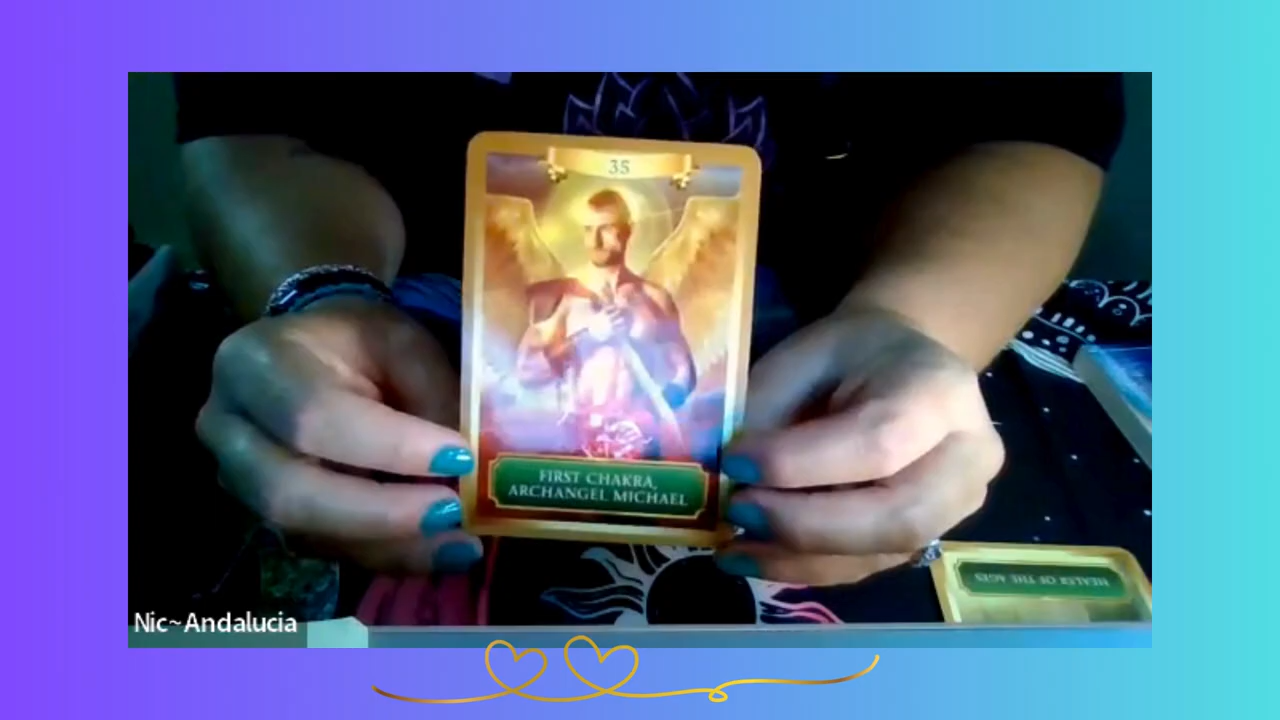 35
FIRST CHAKRA,
ARCHANGEL MICHAEL
HEALER OF THE AGES
Nic~Andalucia